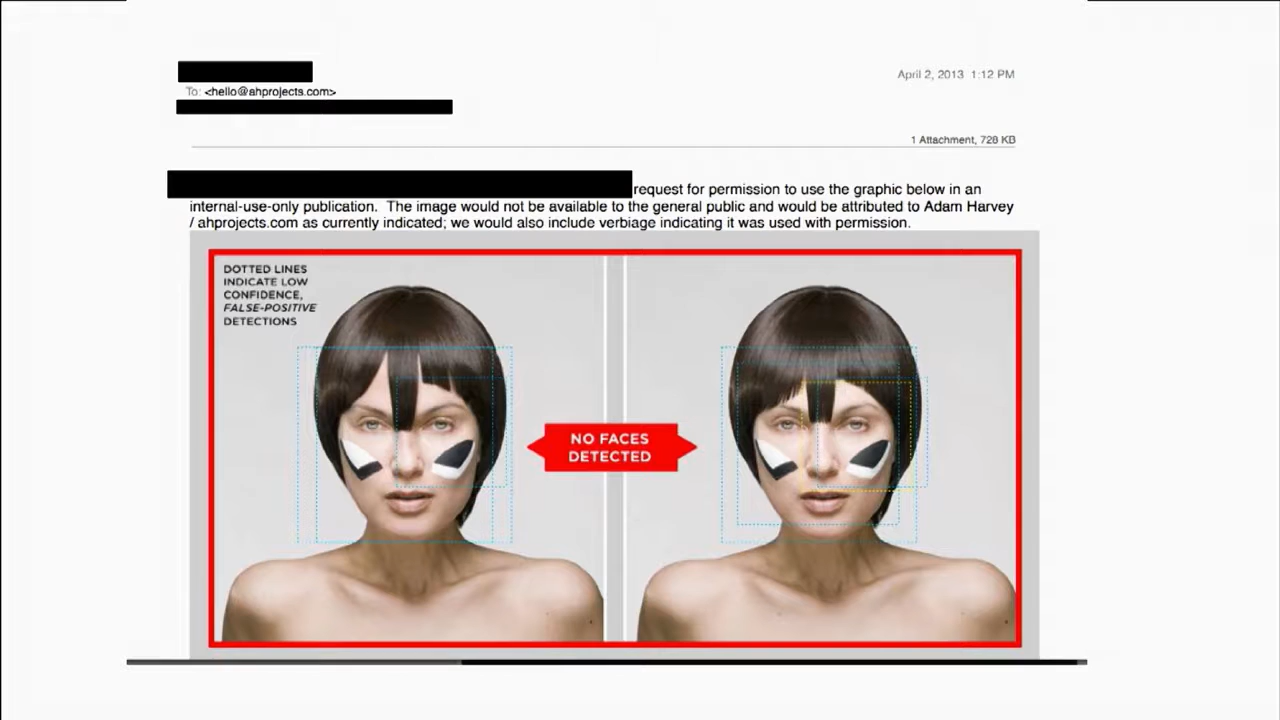 April 2, 2013 1:12 PM
To: <hello@ahprojects.com>
1 Attachment, 728 KB
request for permission to use the graphic below in an
internal-use-only publication. The image would not be available to the general public and would be attributed to Adam Harvey
/ ahprojects.com as currently indicated; we would also include verbiage indicating it was used with permission.
DOTTED LINES
INDICATE LOW
CONFIDENCE,
FALSE-POSITIVE
DETECTIONS
NO FACES
DETECTED